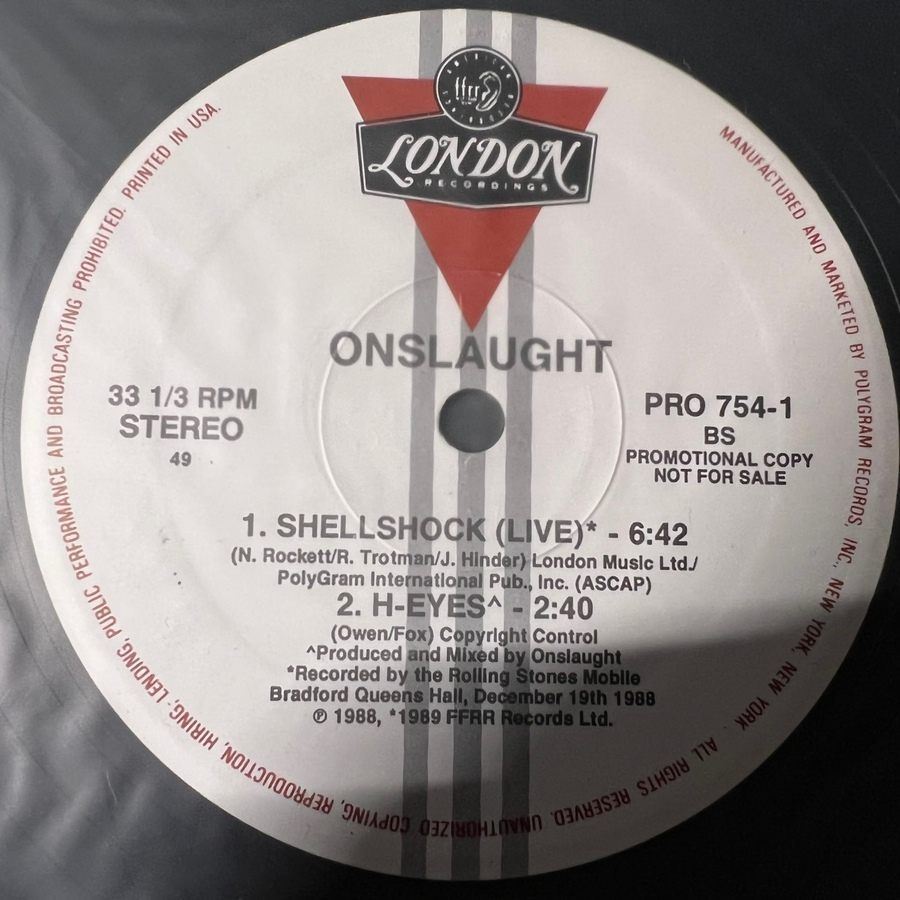 LONDON
RECORDINGS
ONSLAUGHT
33 1/3 RPM
STEREO
49
PRO 754-1
BS
PROMOTIONAL COPY
NOT FOR SALE
1. SHELLSHOCK (LIVE)* - 6:42
(N. Rockett/R. Trotman/J. Hinder) London Music Ltd./
PolyGram International Pub., Inc. (ASCAP)
2. H-EYES^ - 2:40
(Owen/Fox) Copyright Control
^Produced and Mixed by Onslaught
*Recorded by the Rolling Stones Mobile
Bradford Queens Hall, December 19th 1988
℗ 1988, *1989 FFRR Records Ltd.
MANUFACTURED AND MARKETED BY POLYGRAM RECORDS, INC., NEW YORK, NEW YORK. ALL RIGHTS RESERVED. UNAUTHORIZED COPYING, REPRODUCTION, HIRING, LENDING, PUBLIC PERFORMANCE AND BROADCASTING PROHIBITED. PRINTED IN USA.